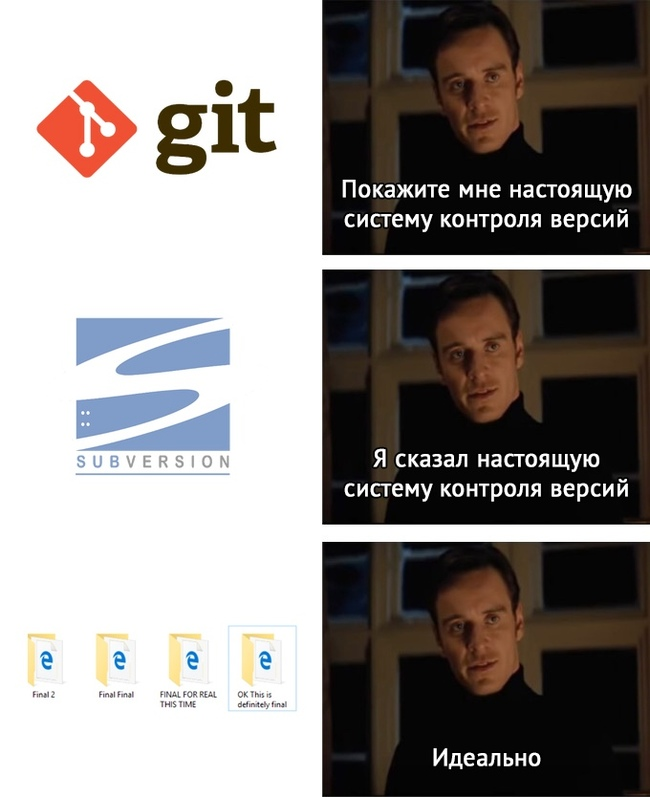 git
Покажите мне настоящую
систему контроля версий
SUBVERSION
Я сказал настоящую
систему контроля версий
Final 2
Final Final
FINAL FOR REAL
THIS TIME
OK This is
definitely final
Идеально